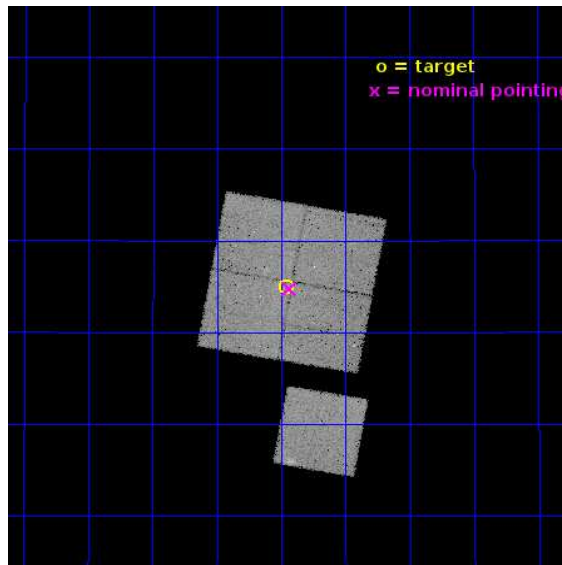 o = target
x = nominal pointing